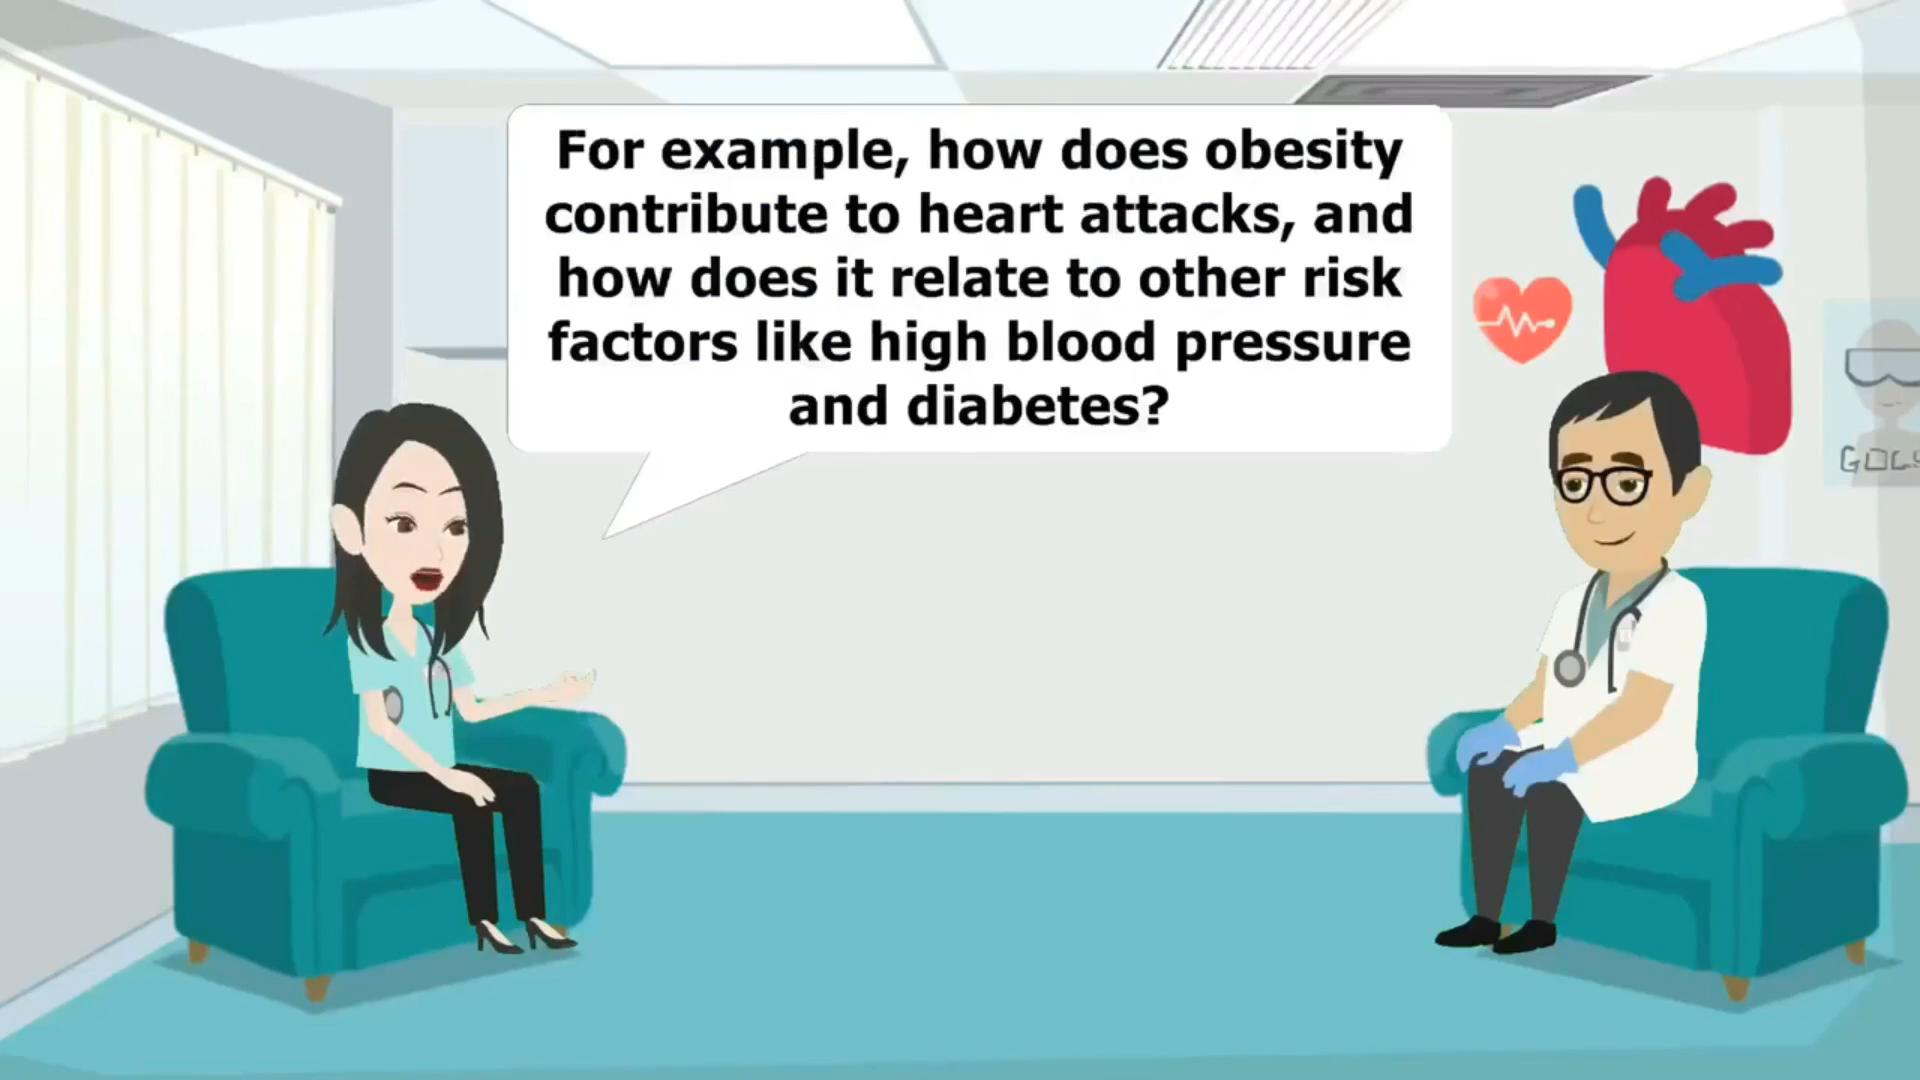 For example, how does obesity
contribute to heart attacks, and
how does it relate to other risk
factors like high blood pressure
and diabetes?